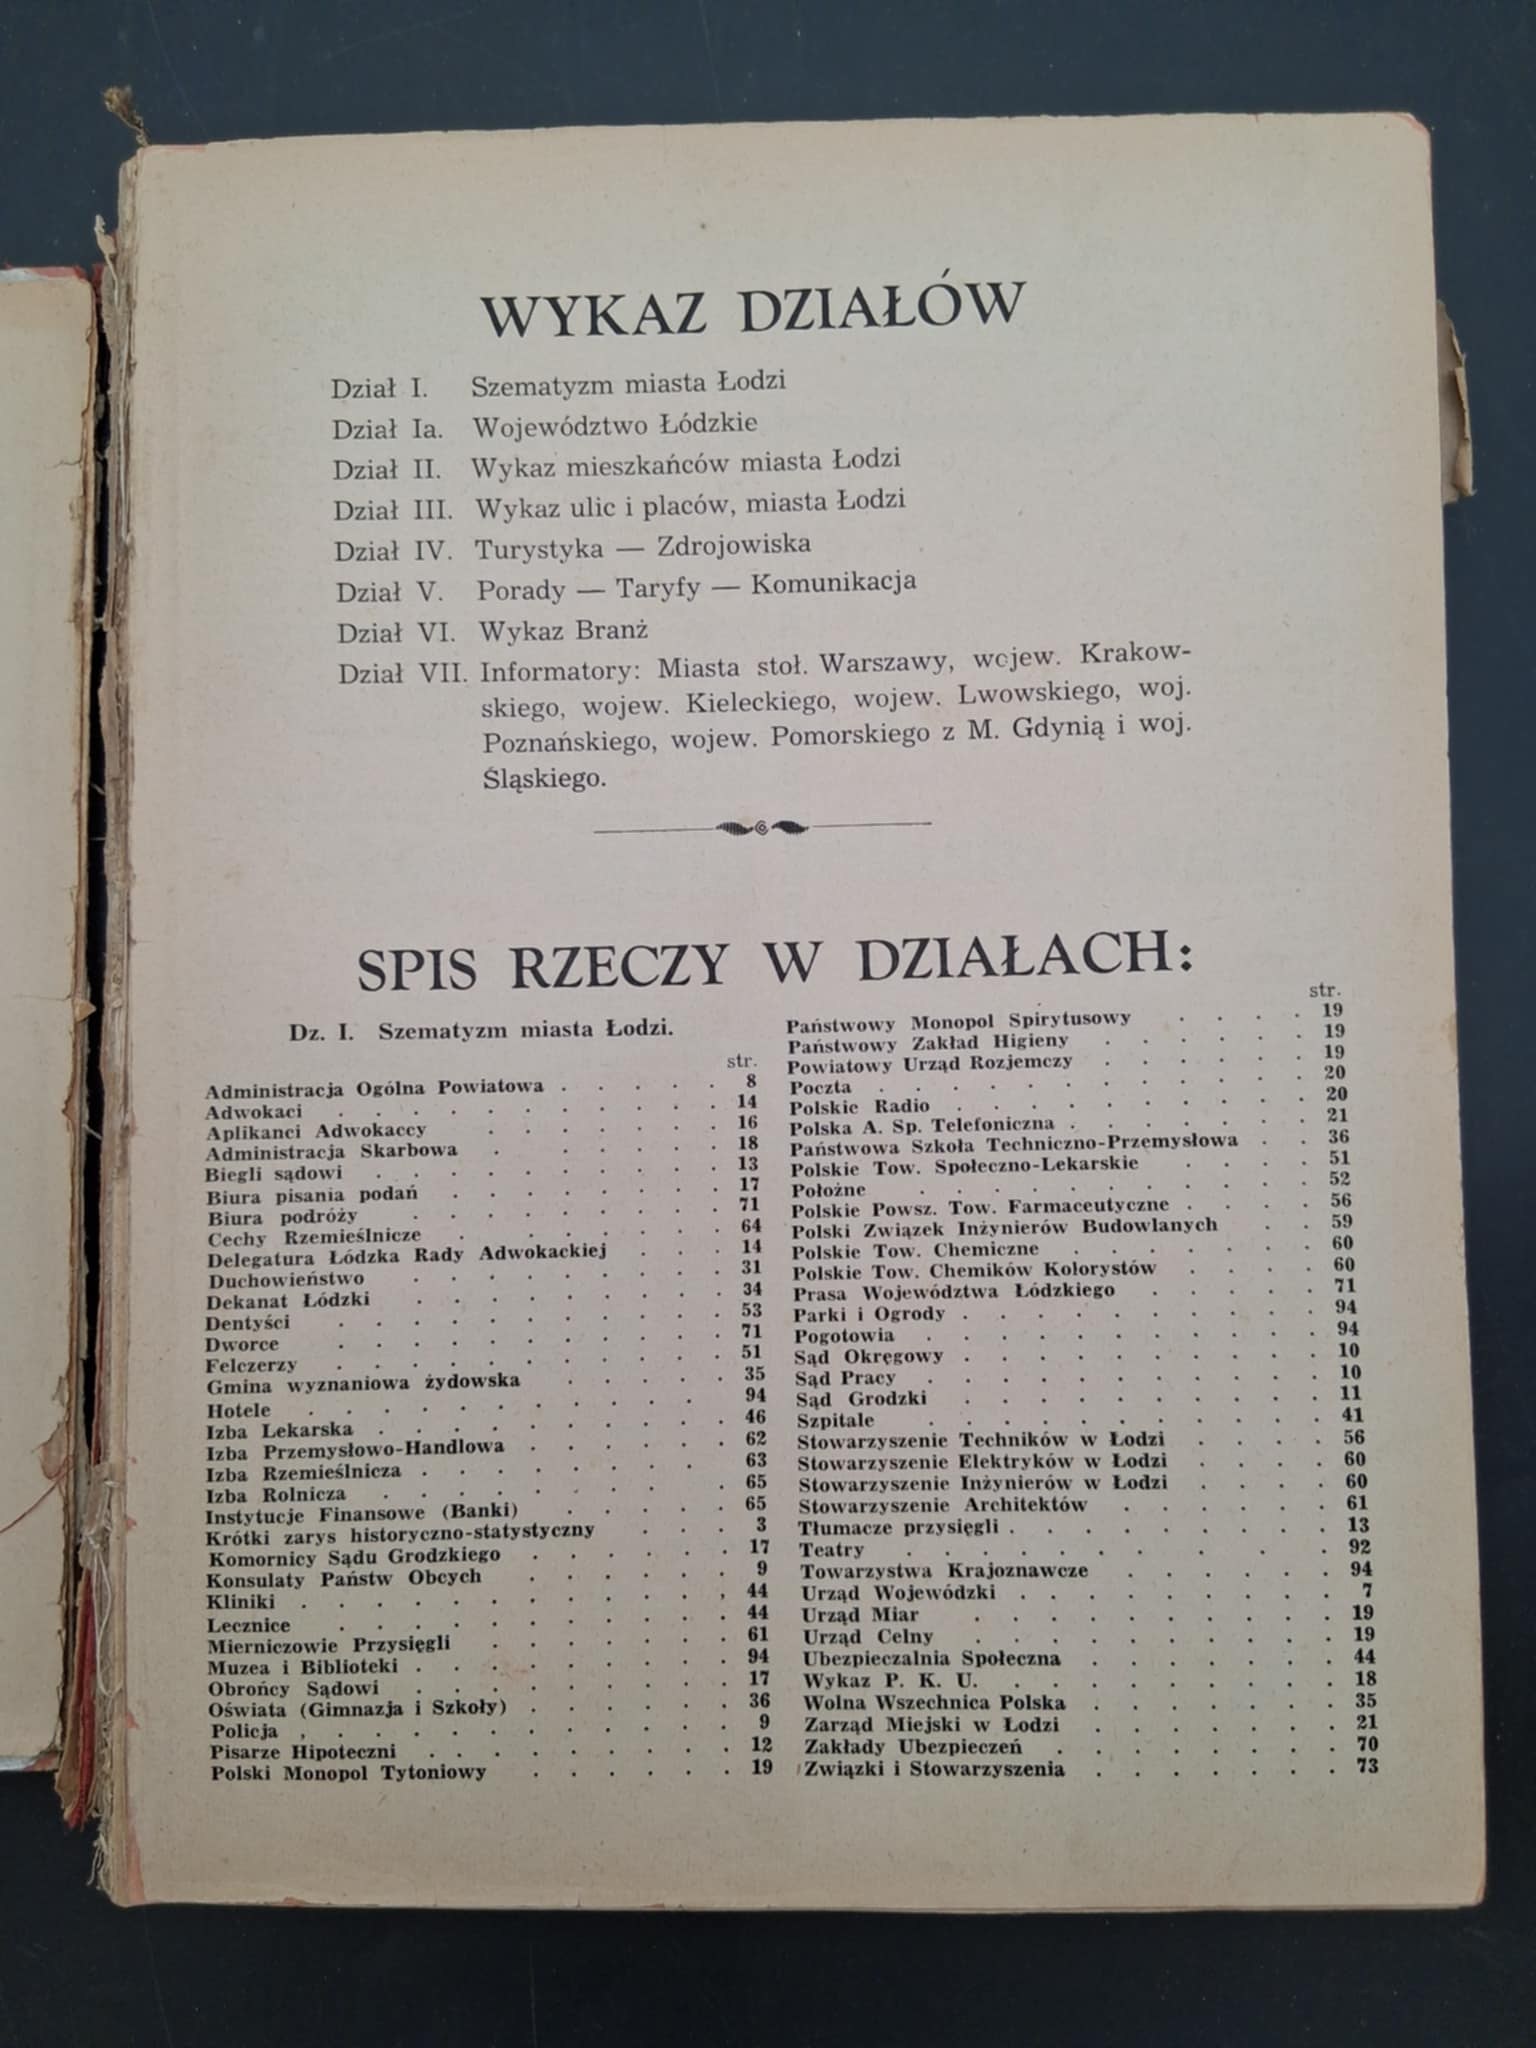 WYKAZ DZIAŁÓW
Dział I. Szematyzm miasta Łodzi
Dział Ia. Województwo Łódzkie
Dział II. Wykaz mieszkańców miasta Łodzi
Dział III. Wykaz ulic i placów, miasta Łodzi
Dział IV. Turystyka — Zdrojowiska
Dział V. Porady — Taryfy — Komunikacja
Dział VI. Wykaz Branż
Dział VII. Informatory: Miasta stoł. Warszawy, wojew. Krakow-
skiego, wojew. Kieleckiego, wojew. Lwowskiego, woj.
Poznańskiego, wojew. Pomorskiego z M. Gdynią i woj.
Śląskiego.
SPIS RZECZY W DZIAŁACH:
Dz. I. Szematyzm miasta Łodzi.
str.
Administracja Ogólna Powiatowa . . . . . 8
Adwokaci . . . . . . . . . 14
Aplikanci Adwokaccy . . . . . . 16
Administracja Skarbowa . . . . . . 18
Biegli sądowi . . . . . . . . 13
Biura pisania podań . . . . . . . 17
Biura podróży . . . . . . . . 71
Cechy Rzemieślnicze . . . . . . . 64
Delegatura Łódzka Rady Adwokackiej . . . 14
Duchowieństwo . . . . . . . . 31
Dekanat Łódzki . . . . . . . . 34
Dentyści . . . . . . . . . 53
Dworce . . . . . . . . . 71
Felczerzy . . . . . . . . . 51
Gmina wyznaniowa żydowska . . . . . 35
Hotele . . . . . . . . . 94
Izba Lekarska . . . . . . . . 46
Izba Przemysłowo-Handlowa . . . . . . 62
Izba Rzemieślnicza . . . . . . . 63
Izba Rolnicza . . . . . . . . 65
Instytucje Finansowe (Banki) . . . . . 65
Krótki zarys historyczno-statystyczny . . . 3
Komornicy Sądu Grodzkiego . . . . . . 17
Konsulaty Państw Obcych . . . . . . 9
Kliniki . . . . . . . . . , 44
Lecznice . . . . . . . . . 44
Mierniczowie Przysięgli . . . . . . 61
Muzea i Biblioteki . . . . . . . . 94
Obrońcy Sądowi . . . . . . . . 17
Oświata (Gimnazja i Szkoły) . . . . . . 36
Policja , . . . . . . . . . 9
Pisarze Hipoteczni . . . . . . . . 12
Polski Monopol Tytoniowy . . . . . . 19
str.
Państwowy Monopol Spirytusowy . . . . 19
Państwowy Zakład Higieny . . . . . . 19
Powiatowy Urząd Rozjemczy . . . . . . 19
Poczta . . . . . . . . . . 20
Polskie Radio . . . . . . . . . 20
Polska A. Sp. Telefoniczna . . . . . . 21
Państwowa Szkoła Techniczno-Przemysłowa . . 36
Polskie Tow. Społeczno-Lekarskie . . . . 51
Położne . . . . . . . . . 52
Polskie Powsz. Tow. Farmaceutyczne . . . . 56
Polski Związek Inżynierów Budowlanych . . 59
Polskie Tow. Chemiczne . . . . . . . 60
Polskie Tow. Chemików Kolorystów . . . . 60
Prasa Województwa Łódzkiego . . . . . 71
Parki i Ogrody . . . . . . . . . 94
Pogotowia . . . . . . . . . 94
Sąd Okręgowy . . . . . . . . . 10
Sąd Pracy . . . . . . . . . 10
Sąd Grodzki . . . . . . . . . 11
Szpitale . . . . . . . . . 41
Stowarzyszenie Techników w Łodzi . . . . 56
Stowarzyszenie Elektryków w Łodzi . . . . 60
Stowarzyszenie Inżynierów w Łodzi . . . . 60
Stowarzyszenie Architektów . . . . . 61
Tłumacze przysięgli . . . . . . . . 13
Teatry . . . . . . . . . 92
Towarzystwa Krajoznawcze . . . . . 94
Urząd Wojewódzki . . . . . . . . 7
Urząd Miar . . . . . . . . 19
Urząd Celny . . . . . . . . 19
Ubezpieczalnia Społeczna . . . . . . 44
Wykaz P. K. U. . . . . . . . . 18
Wolna Wszechnica Polska . . . . . . 35
Zarząd Miejski w Łodzi . . . . . . 21
Zakłady Ubezpieczeń . . . . . . . 70
Związki i Stowarzyszenia . . . . . . 73